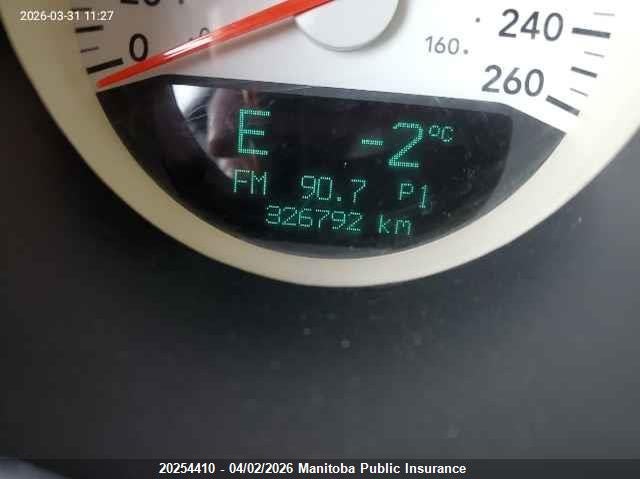 2026-03-31 11:27
240
0
160
260
E -2°C
FM 90.7 P1
326792 km
20254410 - 04/02/2026 Manitoba Public Insurance